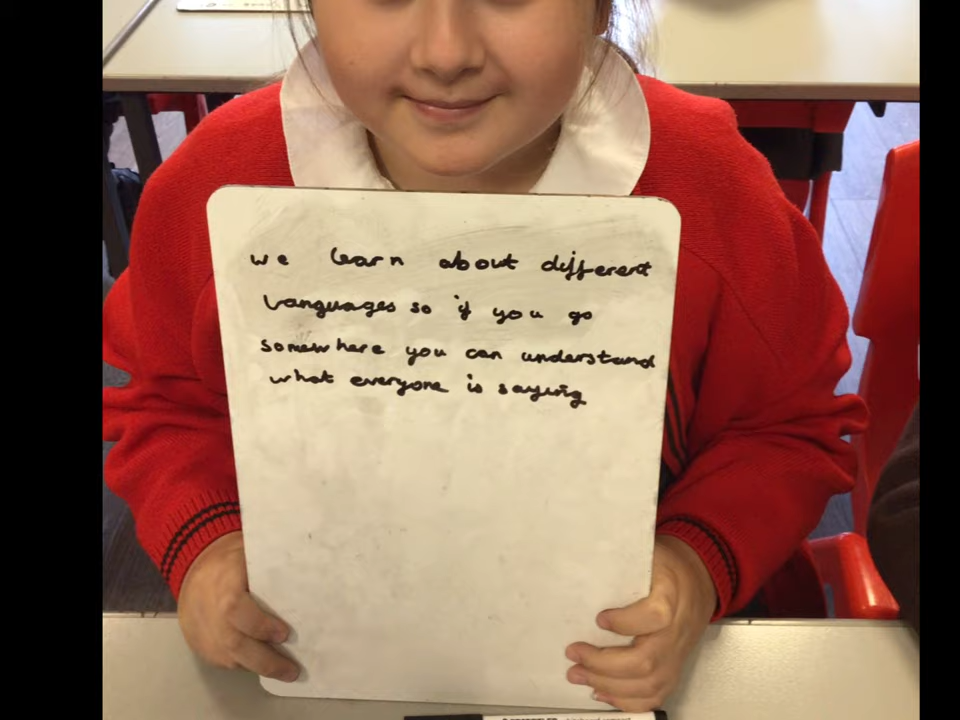 we learn about different
languages so if you go
somewhere you can understand
what everyone is saying